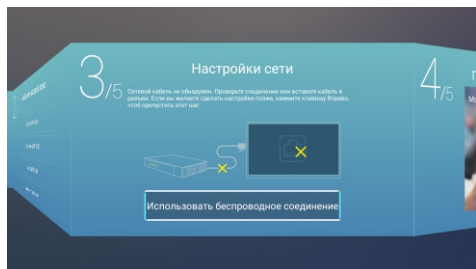 3/5
Настройки сети
Сетевой кабель не обнаружен. Проверьте соединение или вставьте кабель в
разъем. Если вы желаете сделать настройки позже, нажмите клавишу Вправо,
чтоб пропустить этот шаг.
Использовать беспроводное соединение
4/5